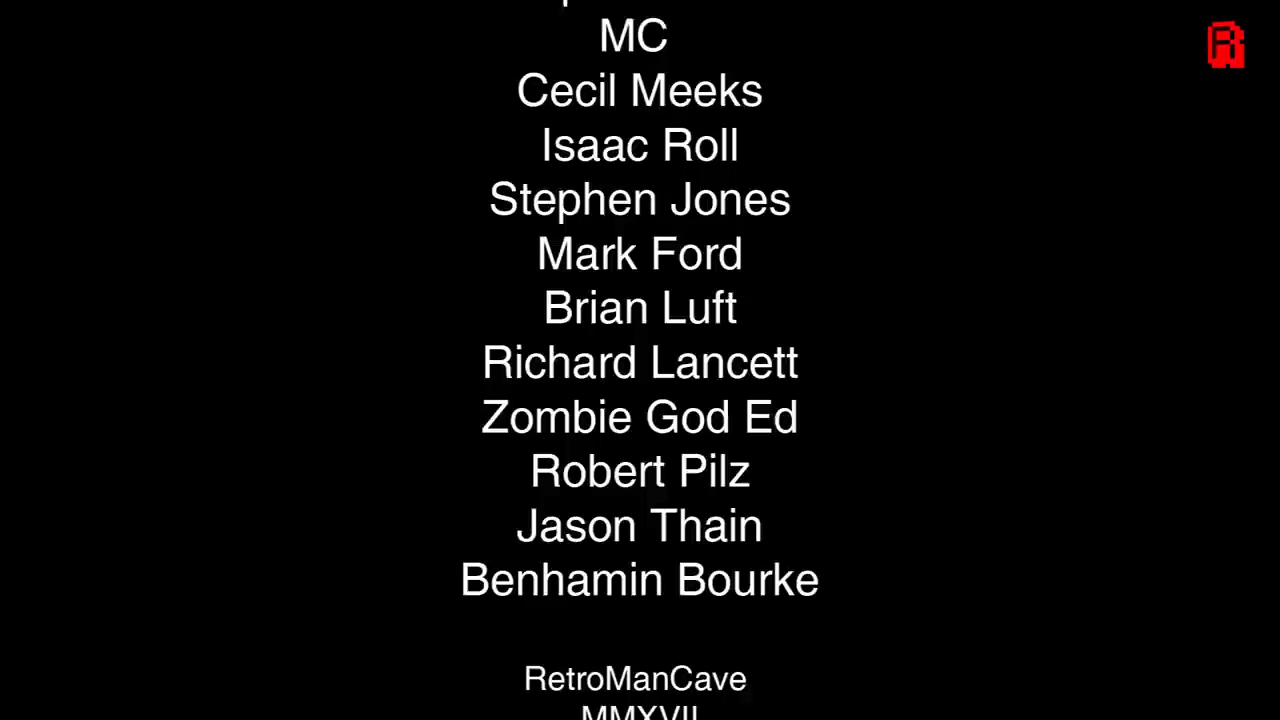 MC
Cecil Meeks
Isaac Roll
Stephen Jones
Mark Ford
Brian Luft
Richard Lancett
Zombie God Ed
Robert Pilz
Jason Thain
Benhamin Bourke
RetroManCave
MMXVII